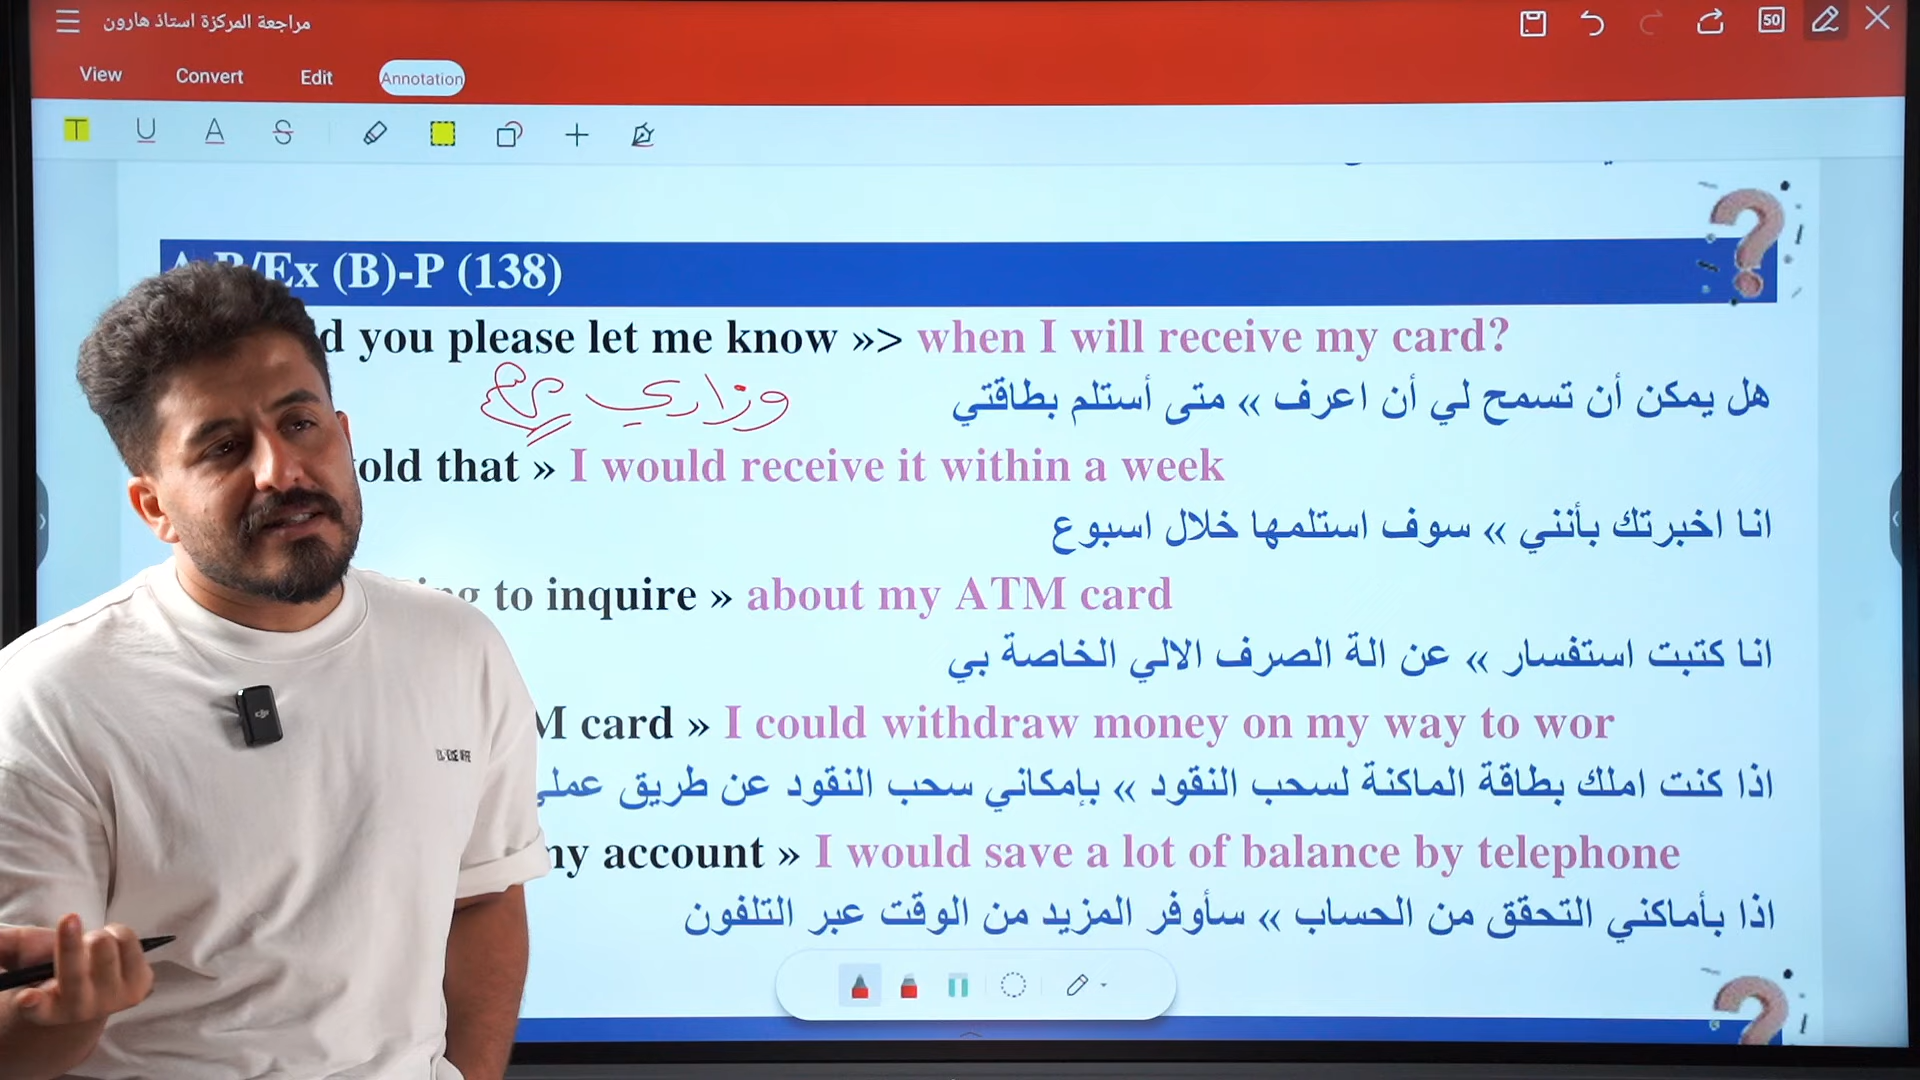 مراجعة المركزة استاذ هارون
50
View Convert Edit Annotation
T U A S
Ex (B)-P (138)
d you please let me know »> when I will receive my card?
هل يمكن أن تسمح لي أن اعرف » متى أستلم بطاقتي
وزاري
old that » I would receive it within a week
انا اخبرتك بأنني » سوف استلمها خلال اسبوع
to inquire » about my ATM card
انا كتبت استفسار » عن الة الصرف الالي الخاصة بي
M card » I could withdraw money on my way to wor
اذا كنت املك بطاقة الماكنة لسحب النقود » بإمكاني سحب النقود عن طريق عملي
my account » I would save a lot of balance by telephone
اذا بأماكني التحقق من الحساب » سأوفر المزيد من الوقت عبر التلفون
dji